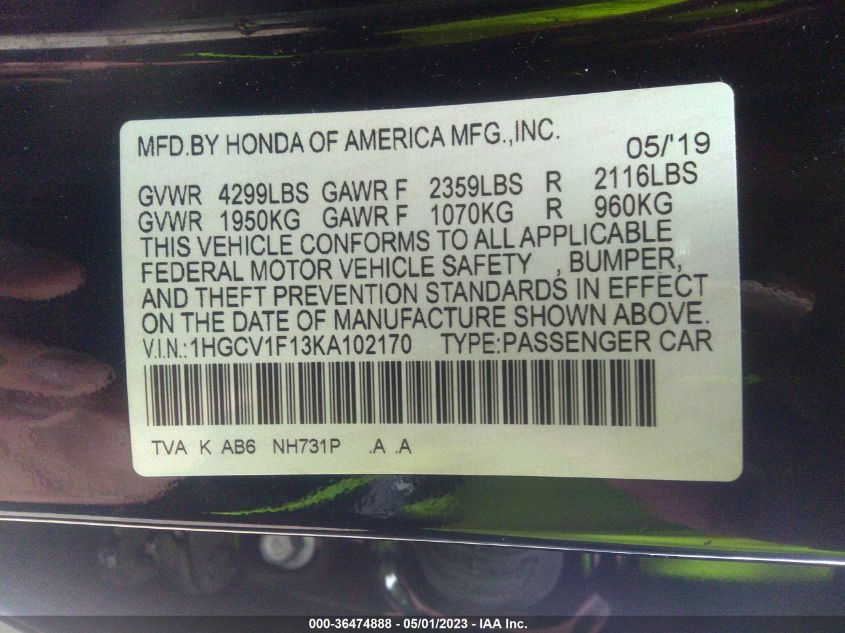 MFD.BY HONDA OF AMERICA MFG.,INC. 05/'19
GVWR 4299LBS GAWR F 2359LBS R 2116LBS
GVWR 1950KG GAWR F 1070KG R 960KG
THIS VEHICLE CONFORMS TO ALL APPLICABLE
FEDERAL MOTOR VEHICLE SAFETY , BUMPER,
AND THEFT PREVENTION STANDARDS IN EFFECT
ON THE DATE OF MANUFACTURE SHOWN ABOVE.
V.I.N.:1HGCV1F13KA102170 TYPE:PASSENGER CAR
TVA K AB6 NH731P .A .A
000-36474888 - 05/01/2023 - IAA Inc.